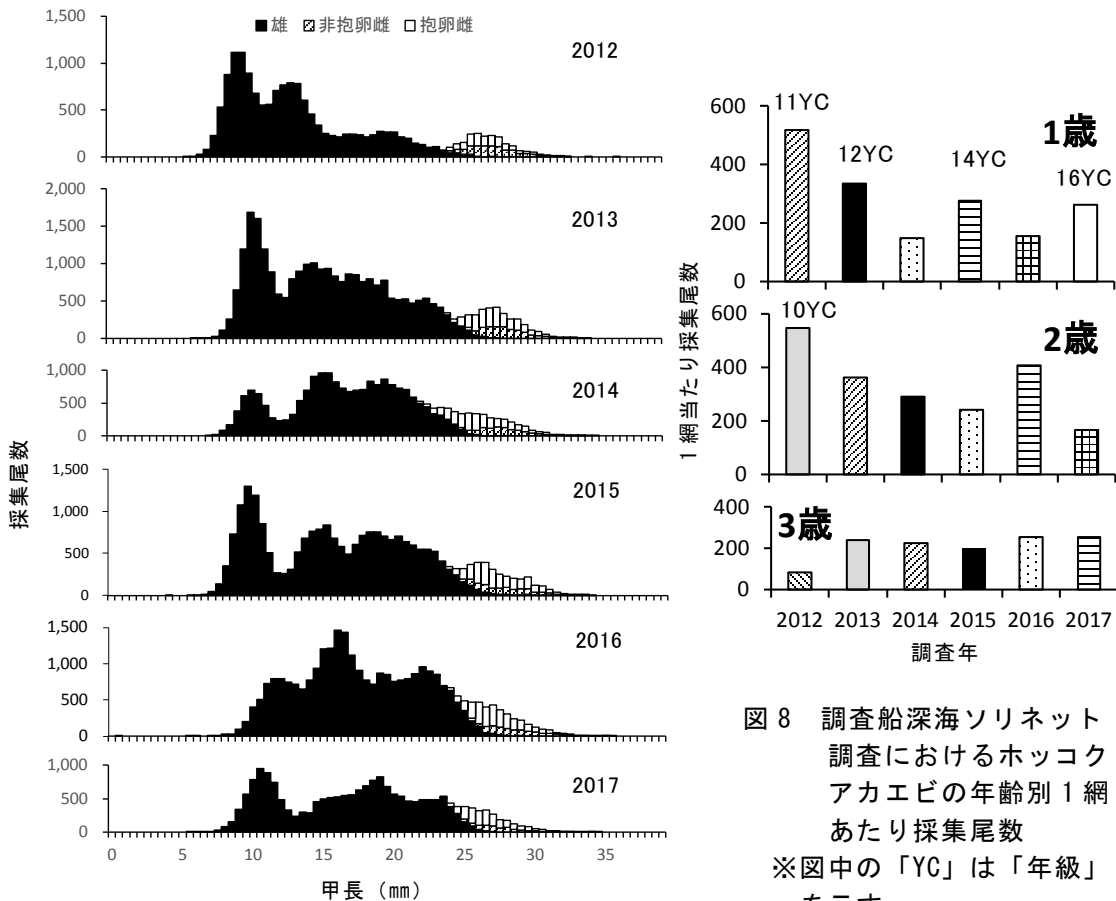 1,500
■雄 非抱卵雌 □抱卵雌
2012
1,000
500
0
2,000
2013
1,500
1,000
500
0
1,000
2014
500
0
1,500
2015
1,000
500
0
1,500
2016
1,000
500
0
1,000
2017
500
0
0 5 10 15 20 25 30 35
甲長（mm）
採集尾数
600
11YC
1歳
12YC
14YC
16YC
400
200
0
600
10YC
2歳
400
200
0
400
3歳
200
0
2012 2013 2014 2015 2016 2017
調査年
1網当たり採集尾数
図8 調査船深海ソリネット
調査におけるホッコク
アカエビの年齢別1網
あたり採集尾数
※図中の「YC」は「年級」